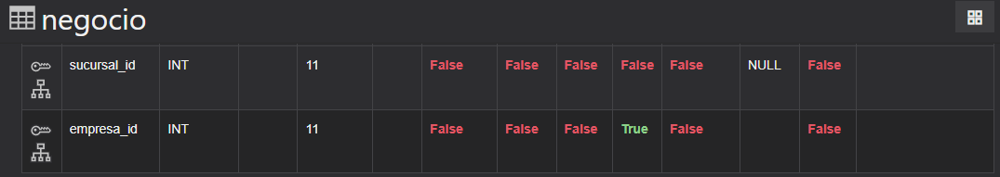 negocio
sucursal_id INT 11 False False False False False NULL False
empresa_id INT 11 False False False True False False